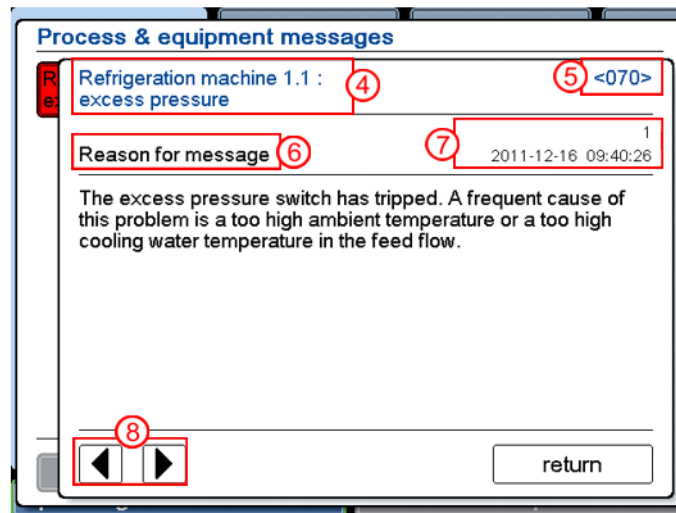 Process & equipment messages
Refrigeration machine 1.1 :
excess pressure
4
5
<070>
Reason for message
6
7
1
2011-12-16 09:40:26
The excess pressure switch has tripped. A frequent cause of
this problem is a too high ambient temperature or a too high
cooling water temperature in the feed flow.
8
return